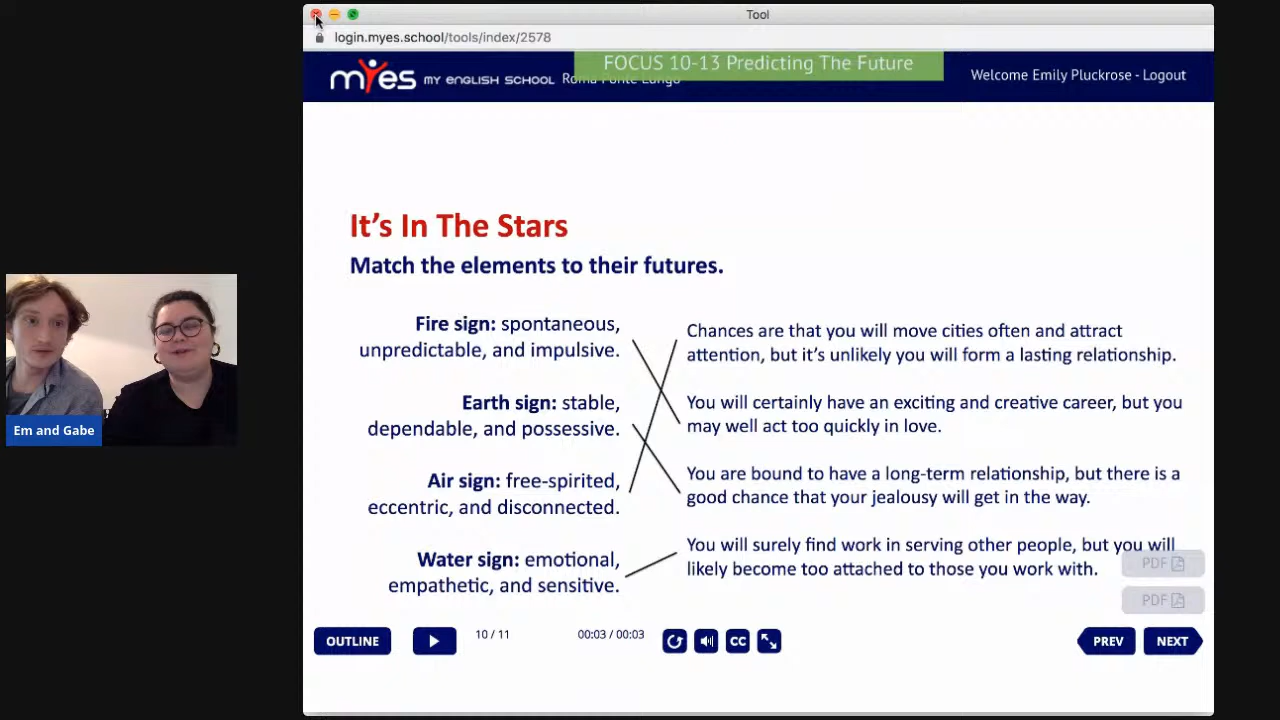 Tool
login.myes.school/tools/index/2578
FOCUS 10-13 Predicting The Future
myes MY ENGLISH SCHOOL Roma Ponte Lungo
Welcome Emily Pluckrose - Logout
It's In The Stars
Match the elements to their futures.
Fire sign: spontaneous,
unpredictable, and impulsive.
Earth sign: stable,
dependable, and possessive.
Air sign: free-spirited,
eccentric, and disconnected.
Water sign: emotional,
empathetic, and sensitive.
Chances are that you will move cities often and attract
attention, but it's unlikely you will form a lasting relationship.
You will certainly have an exciting and creative career, but you
may well act too quickly in love.
You are bound to have a long-term relationship, but there is a
good chance that your jealousy will get in the way.
You will surely find work in serving other people, but you will
likely become too attached to those you work with.
PDF
PDF
Em and Gabe
OUTLINE
10 / 11
00:03 / 00:03
CC
PREV
NEXT